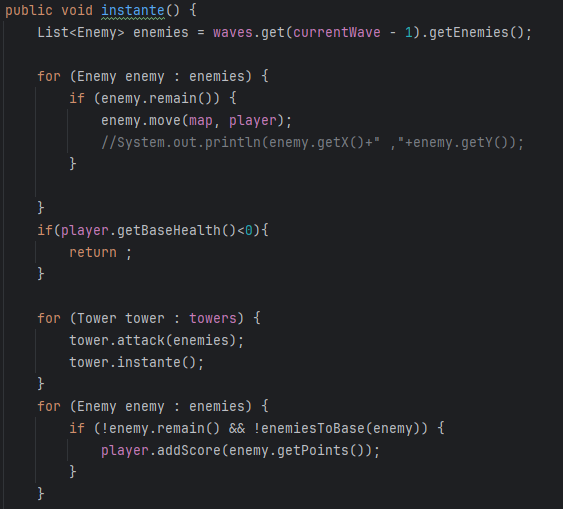 public void instante() {
    List<Enemy> enemies = waves.get(currentWave - 1).getEnemies();

    for (Enemy enemy : enemies) {
        if (enemy.remain()) {
            enemy.move(map, player);
            //System.out.println(enemy.getX()+" ,"+enemy.getY());
        }

    }
    if(player.getBaseHealth()<0){
        return ;
    }

    for (Tower tower : towers) {
        tower.attack(enemies);
        tower.instante();
    }
    for (Enemy enemy : enemies) {
        if (!enemy.remain() && !enemiesToBase(enemy)) {
            player.addScore(enemy.getPoints());
        }
    }